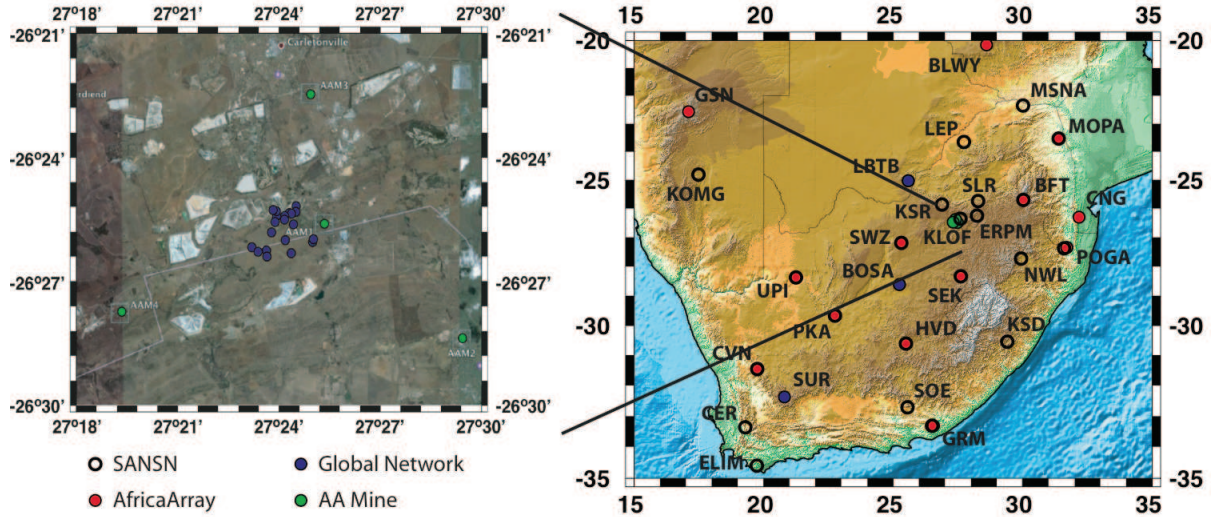 27°18' 27°21' 27°24' 27°27' 27°30'
-26°21'
-26°24'
-26°27'
-26°30'
-26°21'
-26°24'
-26°27'
-26°30'
27°18' 27°21' 27°24' 27°27' 27°30'
Carletonville
AAM3
rdiend
AAM1
AAM4
AAM2
SANSN
Global Network
AfricaArray
AA Mine
15 20 25 30 35
-20 -20
BLWY
MSNA
GSN
LEP
MOPA
LBTB
-25 -25
KOMG
SLR
BFT
CNG
KSR
ERPM
SWZ
KLOF
POGA
BOSA
NWL
UPI
SEK
-30 -30
PKA
HVD
KSD
CVN
SUR
SOE
CER
GRM
ELIM
-35 -35
15 20 25 30 35